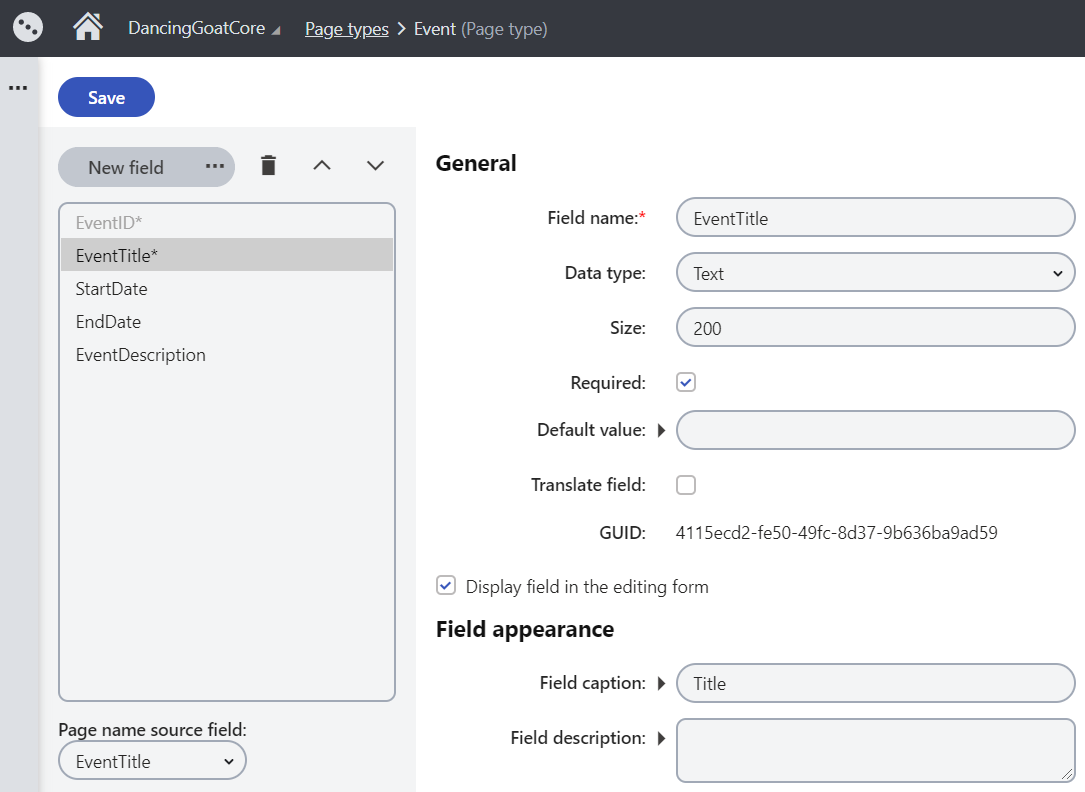 DancingGoatCore Page types > Event (Page type)
...
Save
New field ...
EventID*
EventTitle*
StartDate
EndDate
EventDescription
Page name source field:
EventTitle
General
Field name:* EventTitle
Data type: Text
Size: 200
Required:
Default value:
Translate field:
GUID: 4115ecd2-fe50-49fc-8d37-9b636ba9ad59
Display field in the editing form
Field appearance
Field caption: Title
Field description: